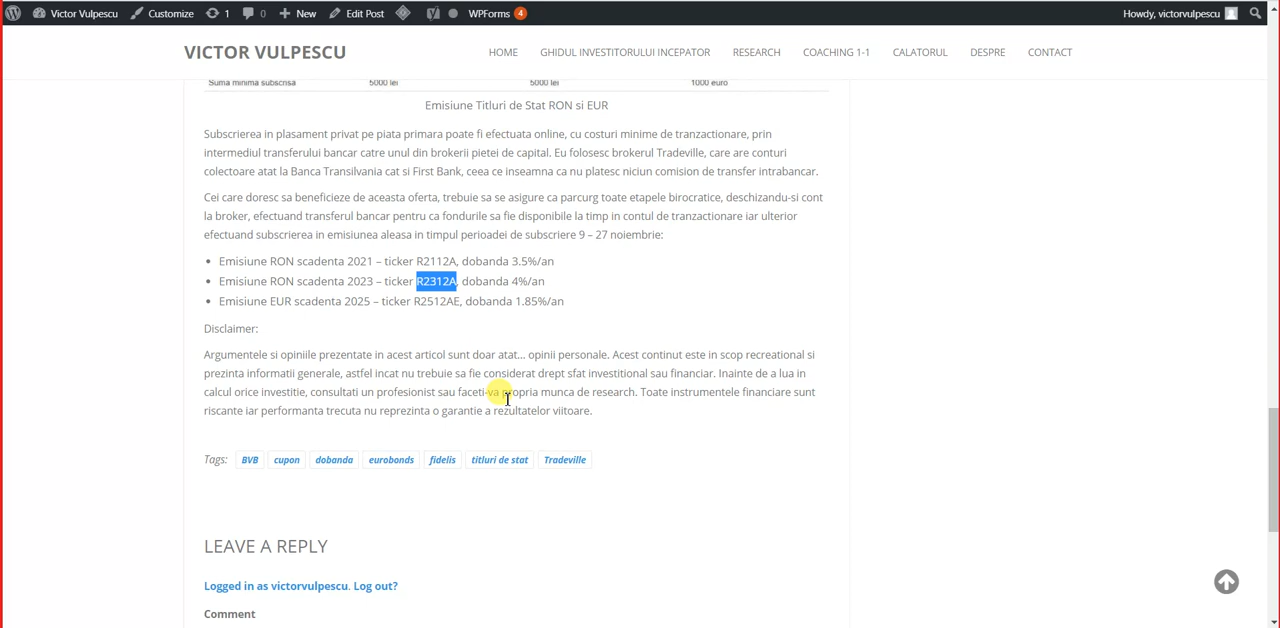 Victor Vulpescu Customize 1 0 New Edit Post WPForms 4 Howdy, victorvulpescu
VICTOR VULPESCU HOME GHIDUL INVESTITORULUI INCEPATOR RESEARCH COACHING 1-1 CALATORUL DESPRE CONTACT
Suma minima subscrisa 5000 lei 5000 lei 1000 euro
Emisiune Titluri de Stat RON si EUR
Subscrierea in plasament privat pe piata primara poate fi efectuata online, cu costuri minime de tranzactionare, prin
intermediul transferului bancar catre unul din brokerii pietei de capital. Eu folosesc brokerul Tradeville, care are conturi
colectoare atat la Banca Transilvania cat si First Bank, ceea ce inseamna ca nu platesc niciun comision de transfer intrabancar.
Cei care doresc sa beneficieze de aceasta oferta, trebuie sa se asigure ca parcurg toate etapele birocratice, deschizandu-si cont
la broker, efectuand transferul bancar pentru ca fondurile sa fie disponibile la timp in contul de tranzactionare iar ulterior
efectuand subscrierea in emisiunea aleasa in timpul perioadei de subscriere 9 – 27 noiembrie:
• Emisiune RON scadenta 2021 – ticker R2112A, dobanda 3.5%/an
• Emisiune RON scadenta 2023 – ticker R2312A, dobanda 4%/an
• Emisiune EUR scadenta 2025 – ticker R2512AE, dobanda 1.85%/an
Disclaimer:
Argumentele si opiniile prezentate in acest articol sunt doar atat... opinii personale. Acest continut este in scop recreational si
prezinta informatii generale, astfel incat nu trebuie sa fie considerat drept sfat investitional sau financiar. Inainte de a lua in
calcul orice investitie, consultati un profesionist sau faceti-va propria munca de research. Toate instrumentele financiare sunt
riscante iar performanta trecuta nu reprezinta o garantie a rezultatelor viitoare.
Tags: BVB cupon dobanda eurobonds fidelis titluri de stat Tradeville
LEAVE A REPLY
Logged in as victorvulpescu. Log out?
Comment